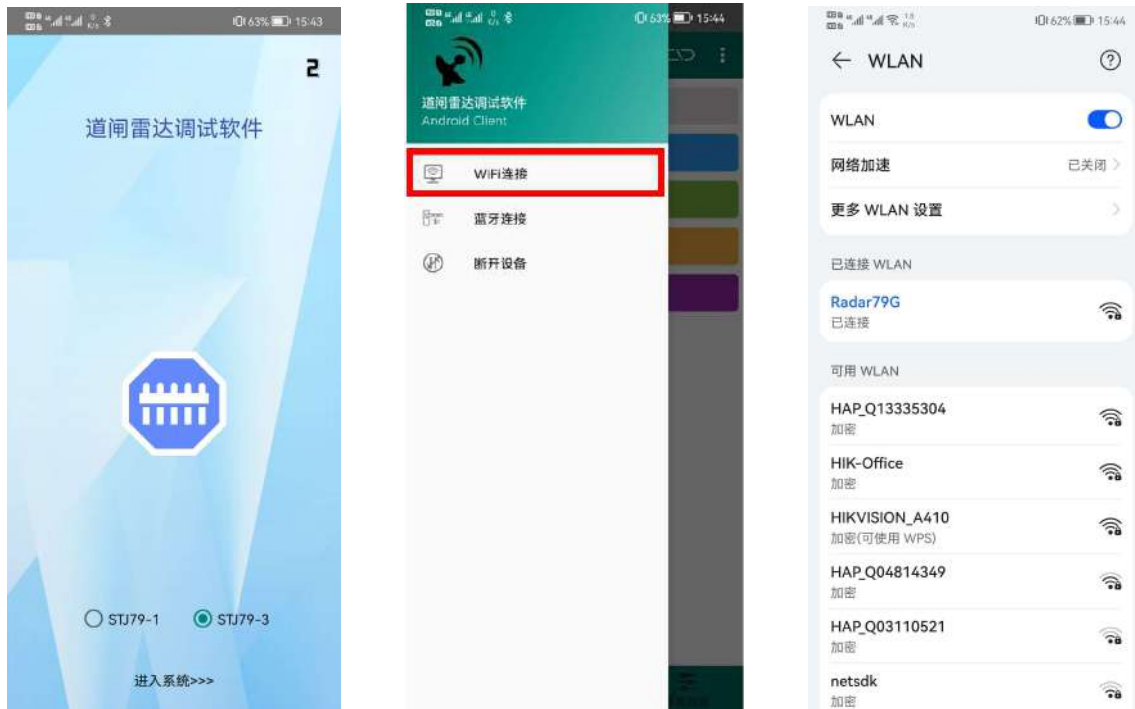 63% 15:43
2
道闸雷达调试软件
STJ79-1 STJ79-3
进入系统>>>
63% 15:44
道闸雷达调试软件
Android Client
WiFi连接
蓝牙连接
断开设备
62% 15:44
← WLAN
WLAN
网络加速 已关闭 >
更多 WLAN 设置 >
已连接 WLAN
Radar79G
已连接
可用 WLAN
HAP_Q13335304
加密
HIK-Office
加密
HIKVISION_A410
加密(可使用 WPS)
HAP_Q04814349
加密
HAP_Q03110521
加密
netsdk
加密